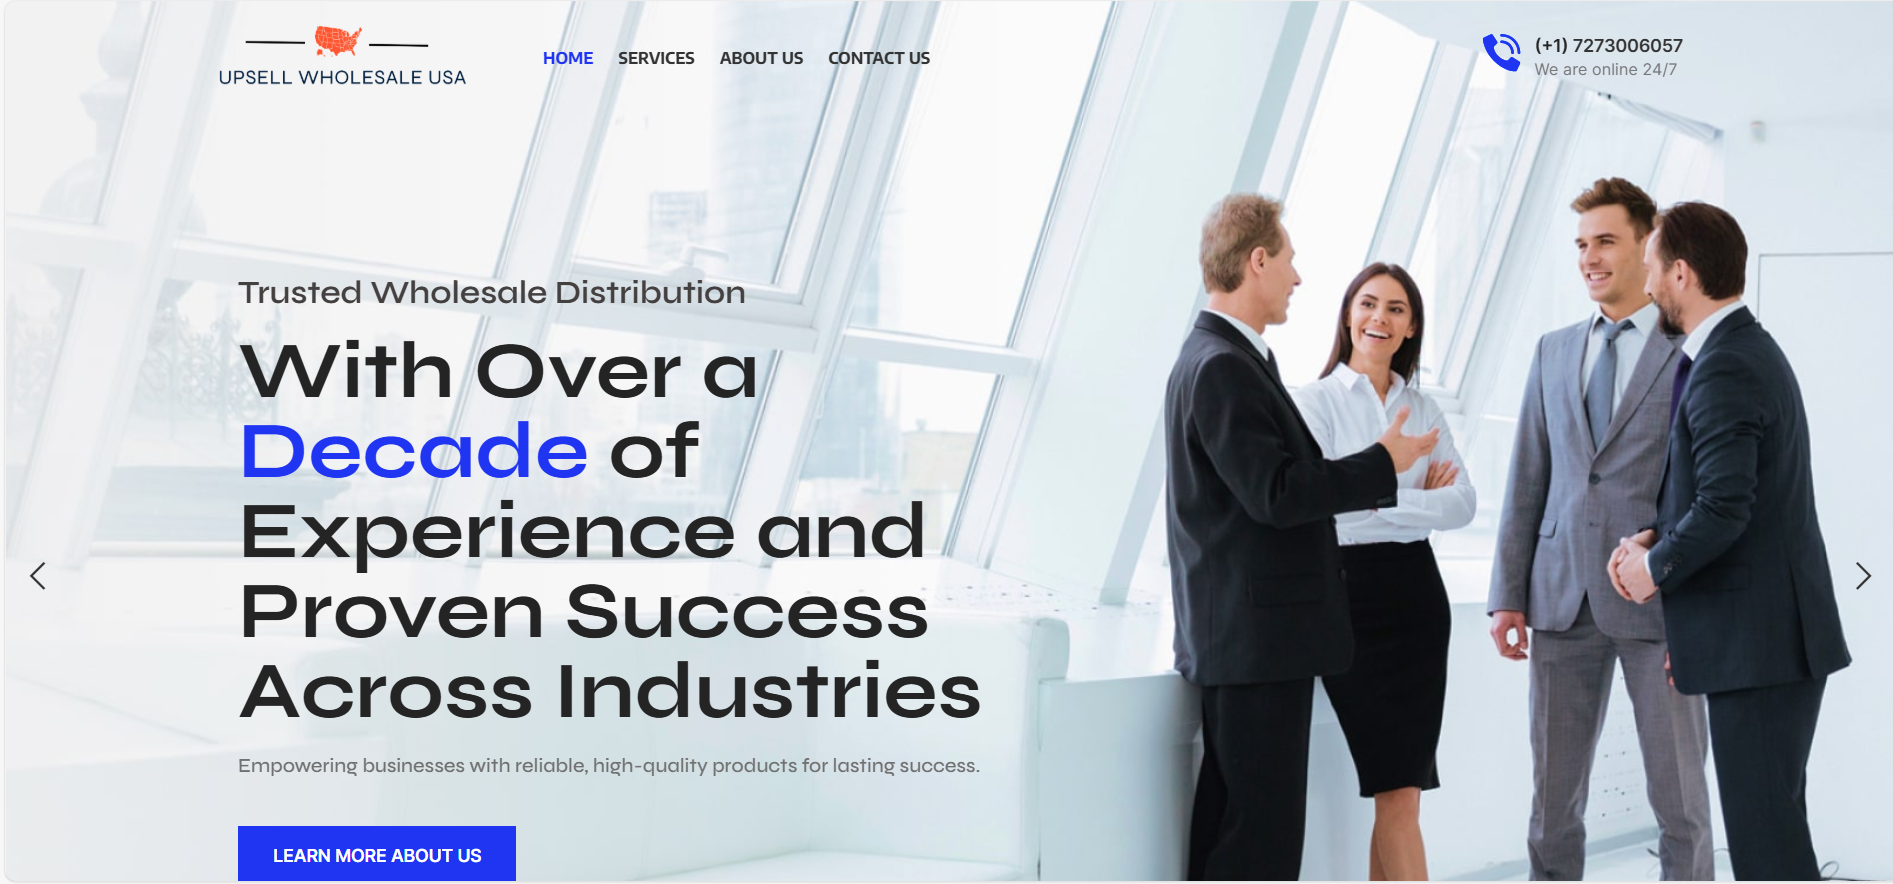 UPSELL WHOLESALE USA
HOME SERVICES ABOUT US CONTACT US
(+1) 7273006057
We are online 24/7
Trusted Wholesale Distribution
With Over a
Decade of
Experience and
Proven Success
Across Industries
Empowering businesses with reliable, high-quality products for lasting success.
LEARN MORE ABOUT US